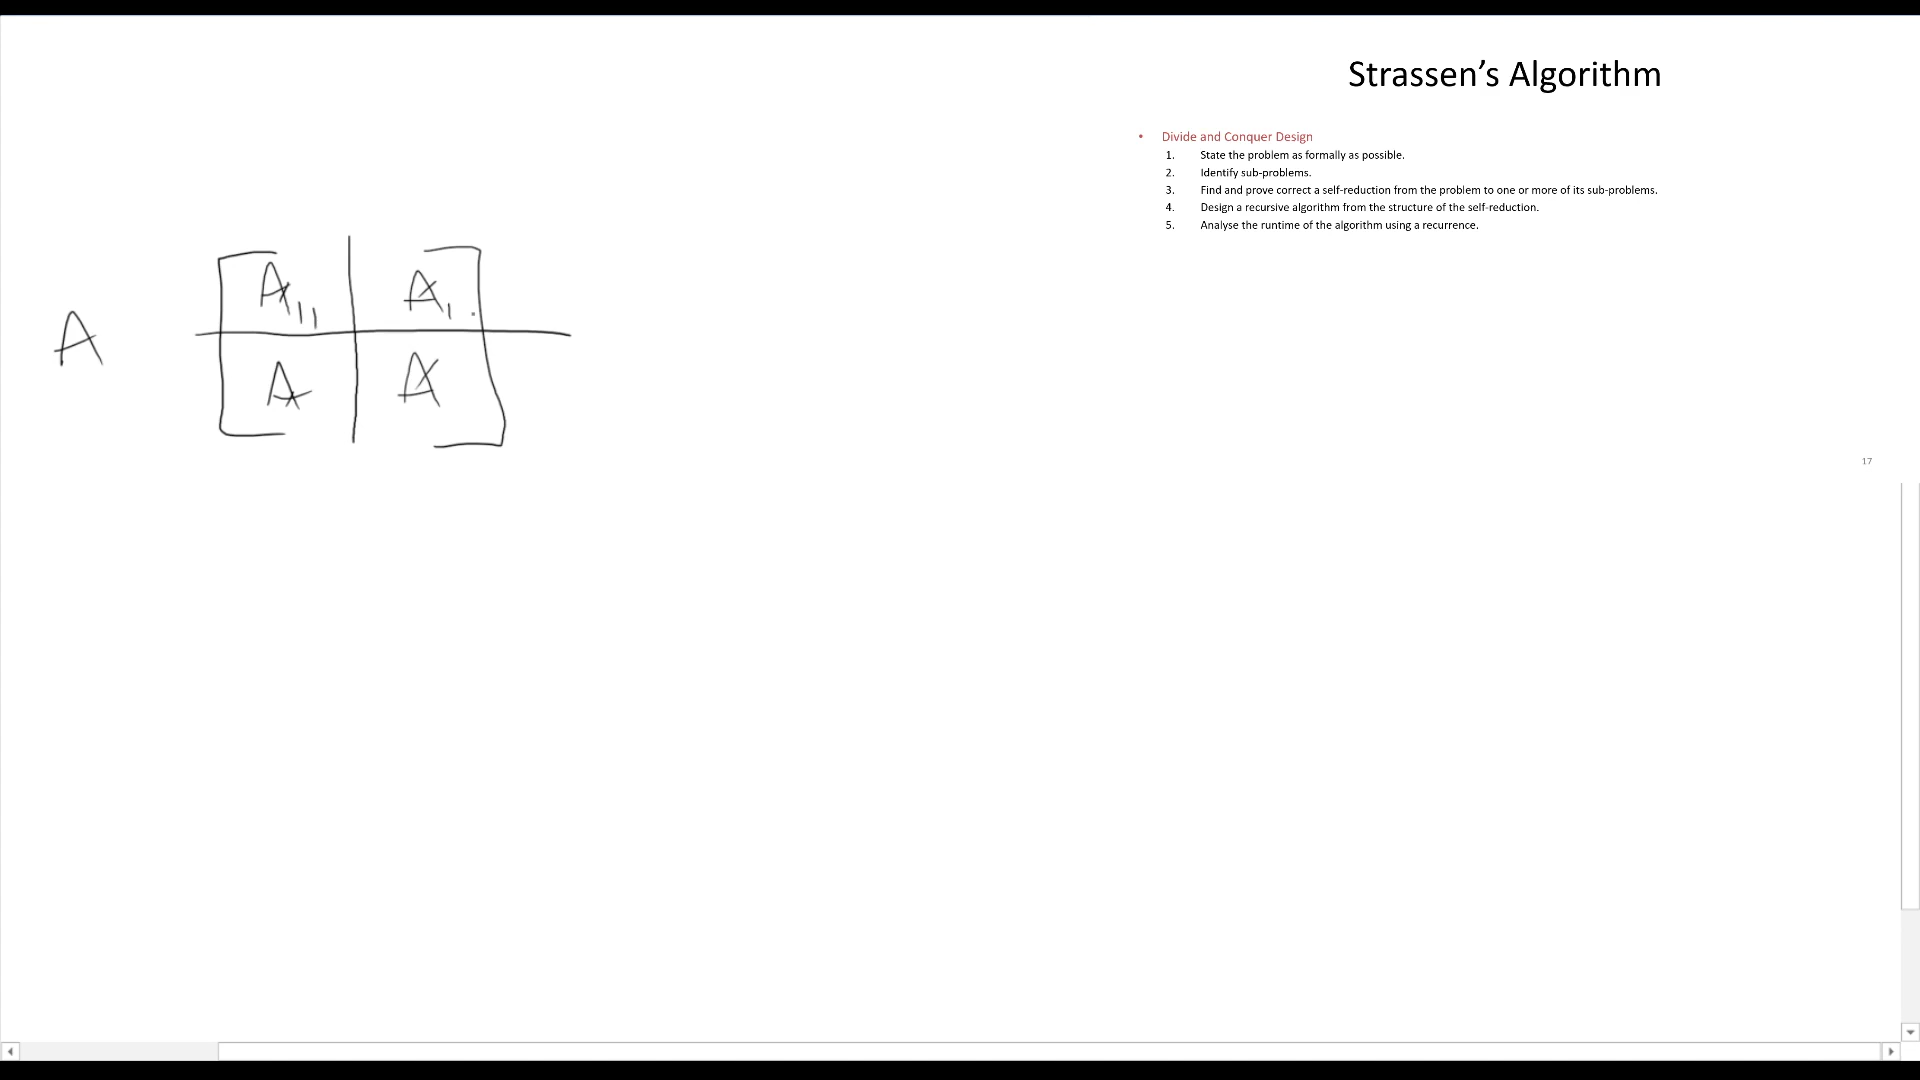 Strassen's Algorithm
• Divide and Conquer Design
1. State the problem as formally as possible.
2. Identify sub-problems.
3. Find and prove correct a self-reduction from the problem to one or more of its sub-problems.
4. Design a recursive algorithm from the structure of the self-reduction.
5. Analyse the runtime of the algorithm using a recurrence.
A11 A1
A
A A
17